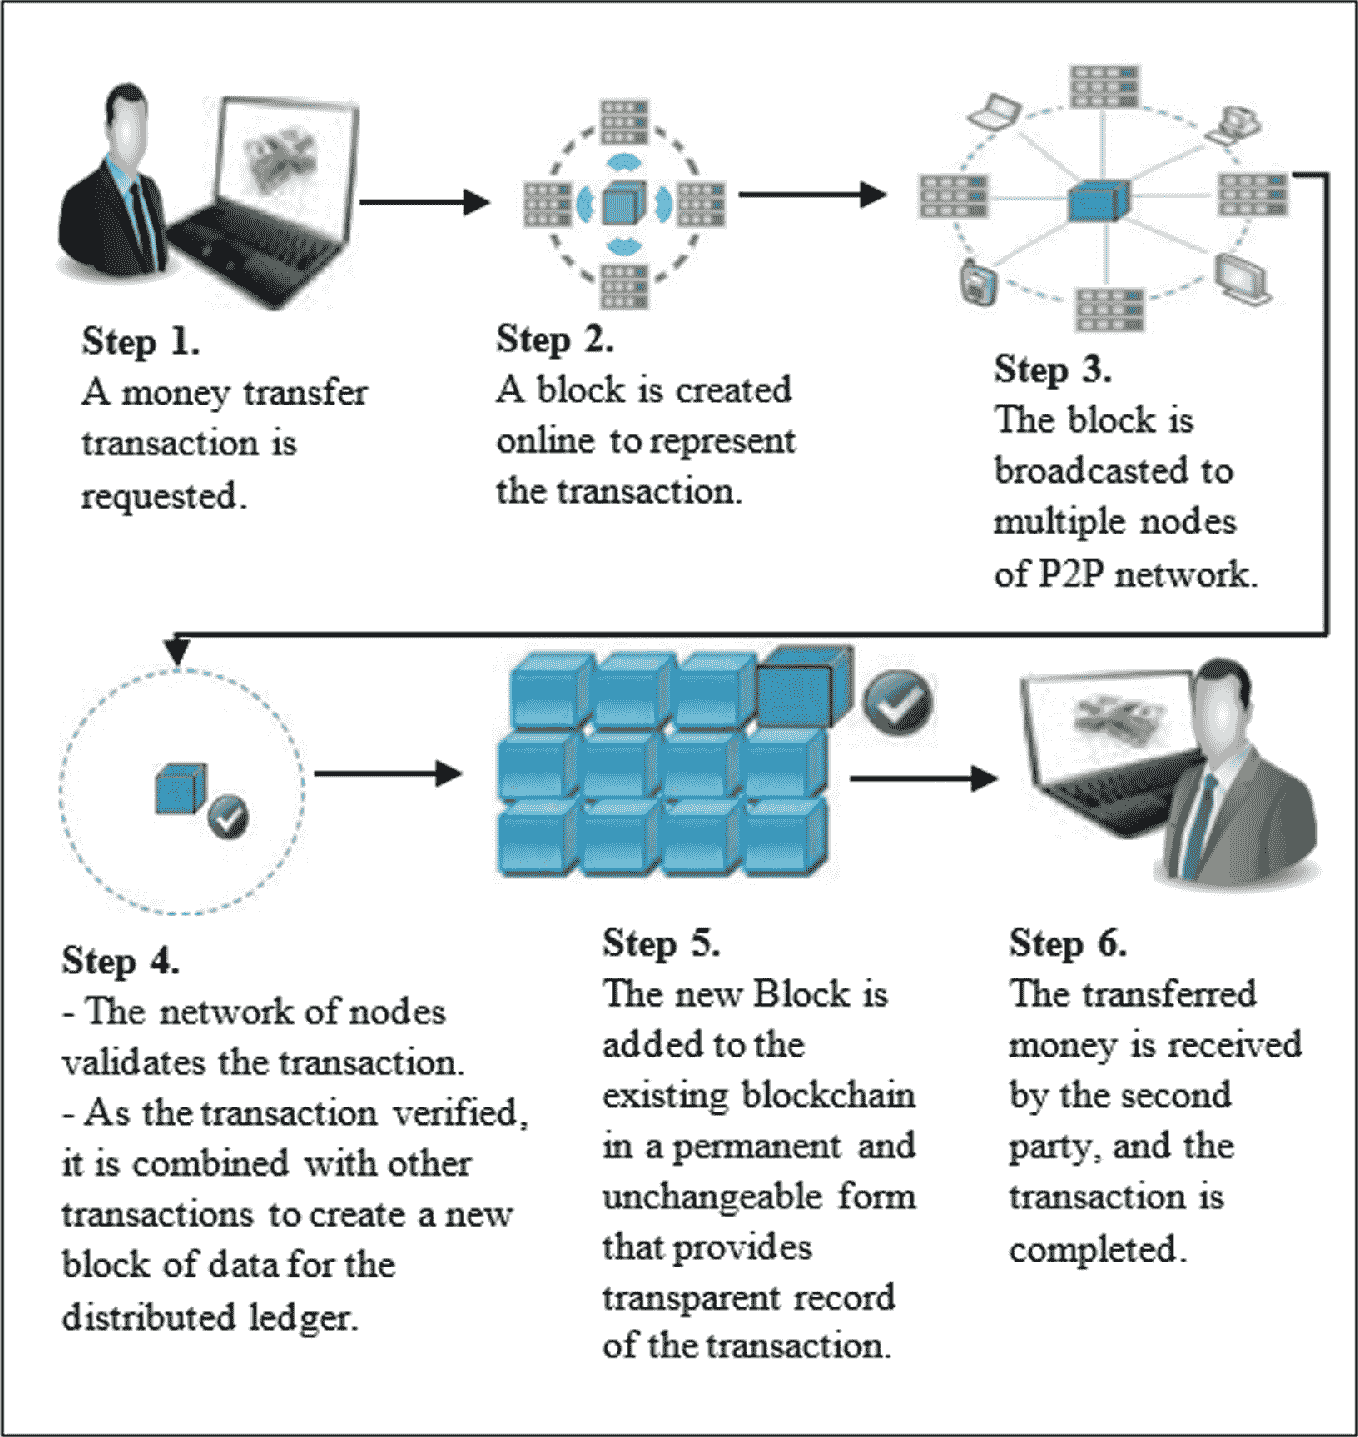 Step 1.
A money transfer
transaction is
requested.
Step 2.
A block is created
online to represent
the transaction.
Step 3.
The block is
broadcasted to
multiple nodes
of P2P network.
Step 4.
- The network of nodes
validates the transaction.
- As the transaction verified,
it is combined with other
transactions to create a new
block of data for the
distributed ledger.
Step 5.
The new Block is
added to the
existing blockchain
in a permanent and
unchangeable form
that provides
transparent record
of the transaction.
Step 6.
The transferred
money is received
by the second
party, and the
transaction is
completed.